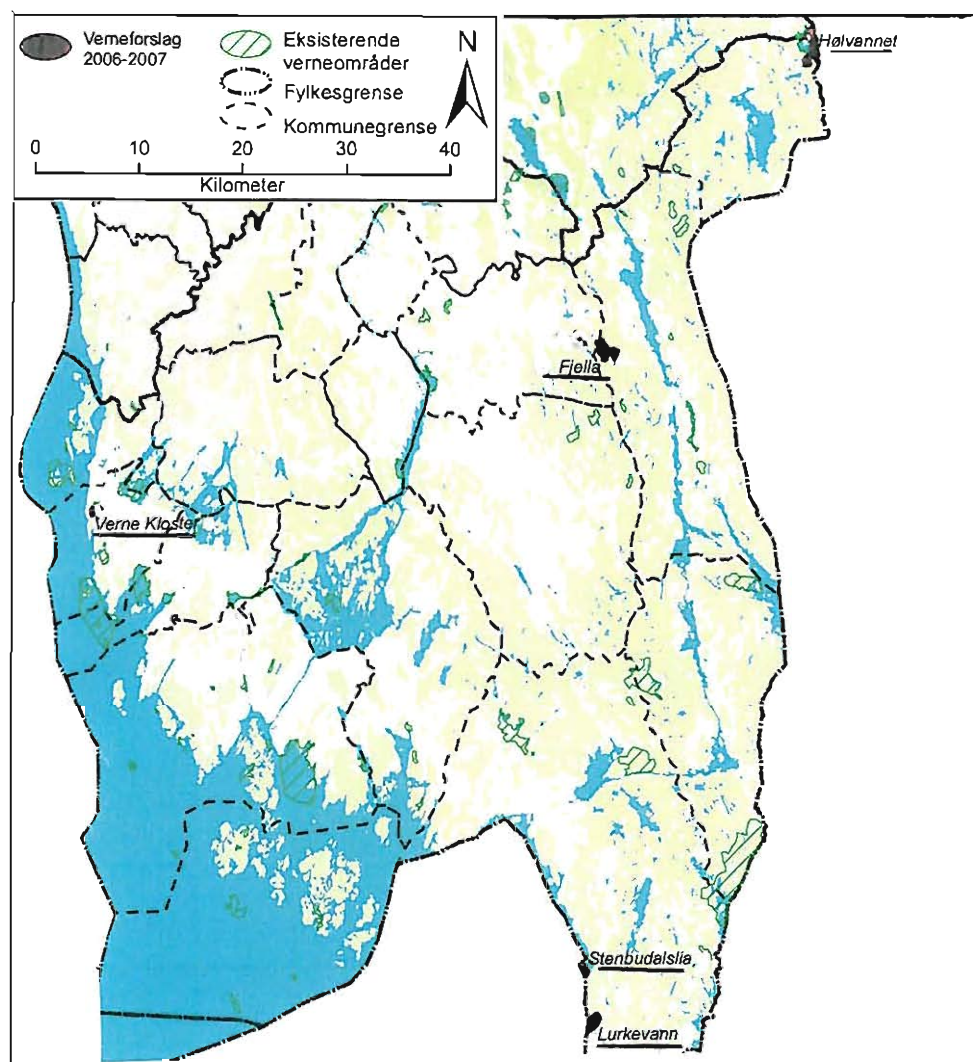 Verneforslag
2006-2007
Eksisterende
verneområder
Fylkesgrense
Kommunegrense
N
0 10 20 30 40
Kilometer
Hølvannet
Fjella
Verne Kloster
Stenbudalslia
Lurkevann